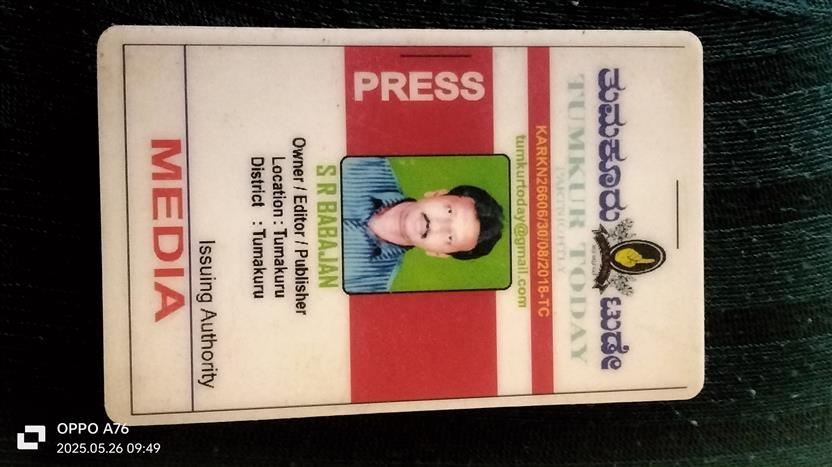 ತುಮಕೂರು ಟುಡೇ
TUMKUR TODAY
FORTNIGHTLY
KARKN26606/30/08/2018-TC
tumkurtoday@gmail.com
PRESS
S R BABAJAN
Owner / Editor / Publisher
Location : Tumakuru
District : Tumakuru
Issuing Authority
MEDIA
OPPO A76
2025.05.26 09:49